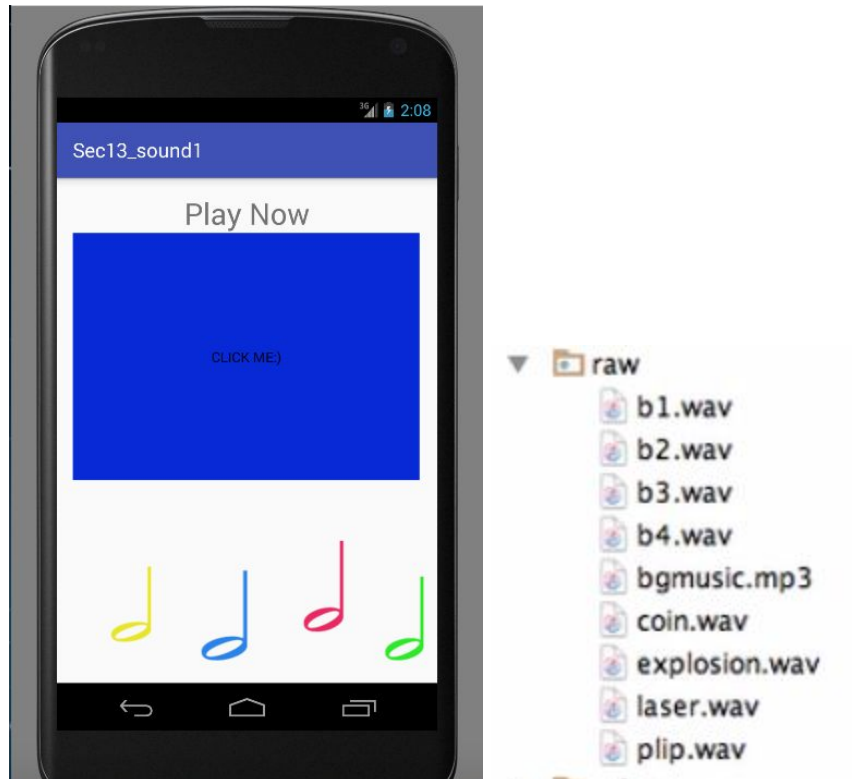 3G 2:08
Sec13_sound1
Play Now
CLICK ME:)
raw
b1.wav
b2.wav
b3.wav
b4.wav
bgmusic.mp3
coin.wav
explosion.wav
laser.wav
plip.wav